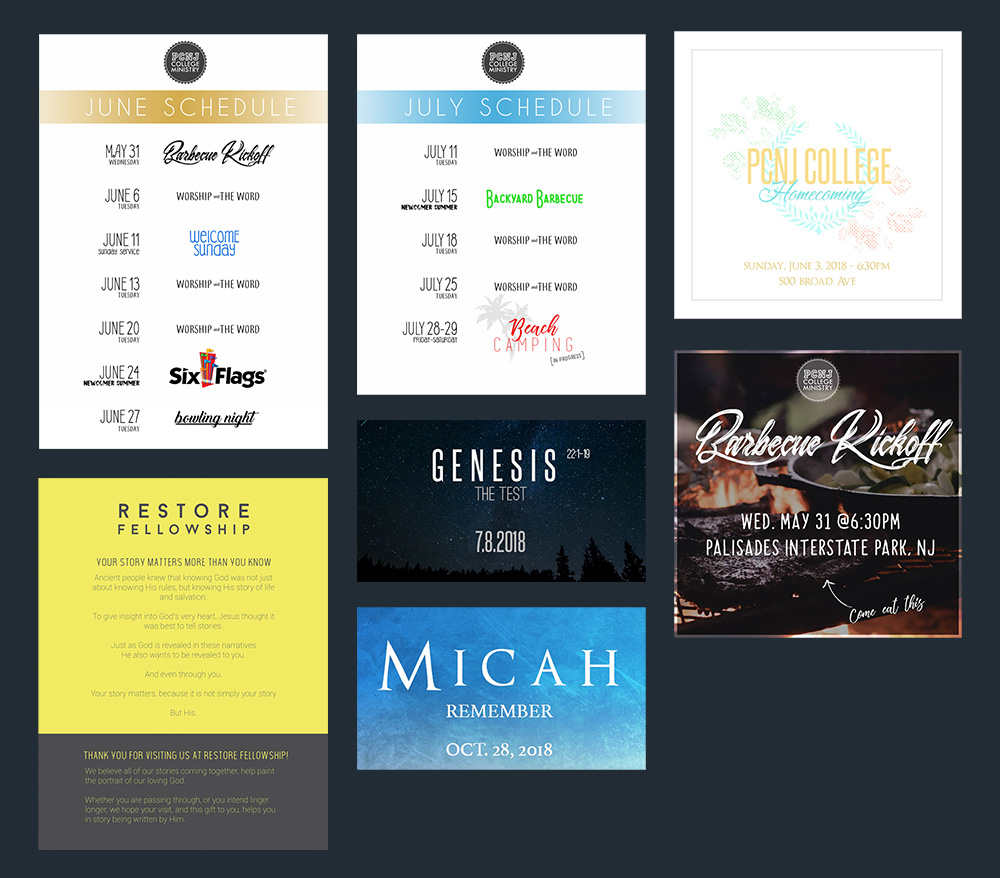 PCNJ
COLLEGE
MINISTRY
JUNE SCHEDULE
MAY 31
WEDNESDAY
Barbecue Kickoff
JUNE 6
TUESDAY
WORSHIP and THE WORD
JUNE 11
SUNDAY SERVICE
WELCOME
SUNDAY
JUNE 13
TUESDAY
WORSHIP and THE WORD
JUNE 20
TUESDAY
WORSHIP and THE WORD
JUNE 24
NEWCOMER SUMMER
Six Flags
JUNE 27
TUESDAY
bowling night
RESTORE
FELLOWSHIP
YOUR STORY MATTERS MORE THAN YOU KNOW
Ancient people knew that knowing God was not just
about knowing His rules, but knowing His story of life
and salvation.
To give insight into God's very heart, Jesus thought it
was best to tell stories.
Just as God is revealed in these narratives
He also wants to be revealed to you.
And even through you.
Your story matters, because it is not simply your story
But His.
THANK YOU FOR VISITING US AT RESTORE FELLOWSHIP!
We believe all of our stories coming together, help paint
the portrait of our loving God.
Whether you are passing through, or you intend linger
longer, we hope your visit, and this gift to you, helps you
in story being written by Him.
PCNJ
COLLEGE
MINISTRY
JULY SCHEDULE
JULY 11
TUESDAY
WORSHIP and THE WORD
JULY 15
NEWCOMER SUMMER
BACKYARD BARBECUE
JULY 18
TUESDAY
WORSHIP and THE WORD
JULY 25
TUESDAY
WORSHIP and THE WORD
JULY 28-29
FRIDAY-SATURDAY
Beach
CAMPING
[IN PROGRESS]
GENESIS 22:1-19
THE TEST
7.8.2018
MICAH
REMEMBER
OCT. 28, 2018
PCNJ COLLEGE
Homecoming
SUNDAY, JUNE 3, 2018 - 6:30PM
500 BROAD AVE
PCNJ
COLLEGE
MINISTRY
Barbecue Kickoff
WED. MAY 31 @6:30PM
PALISADES INTERSTATE PARK, NJ
Come eat this